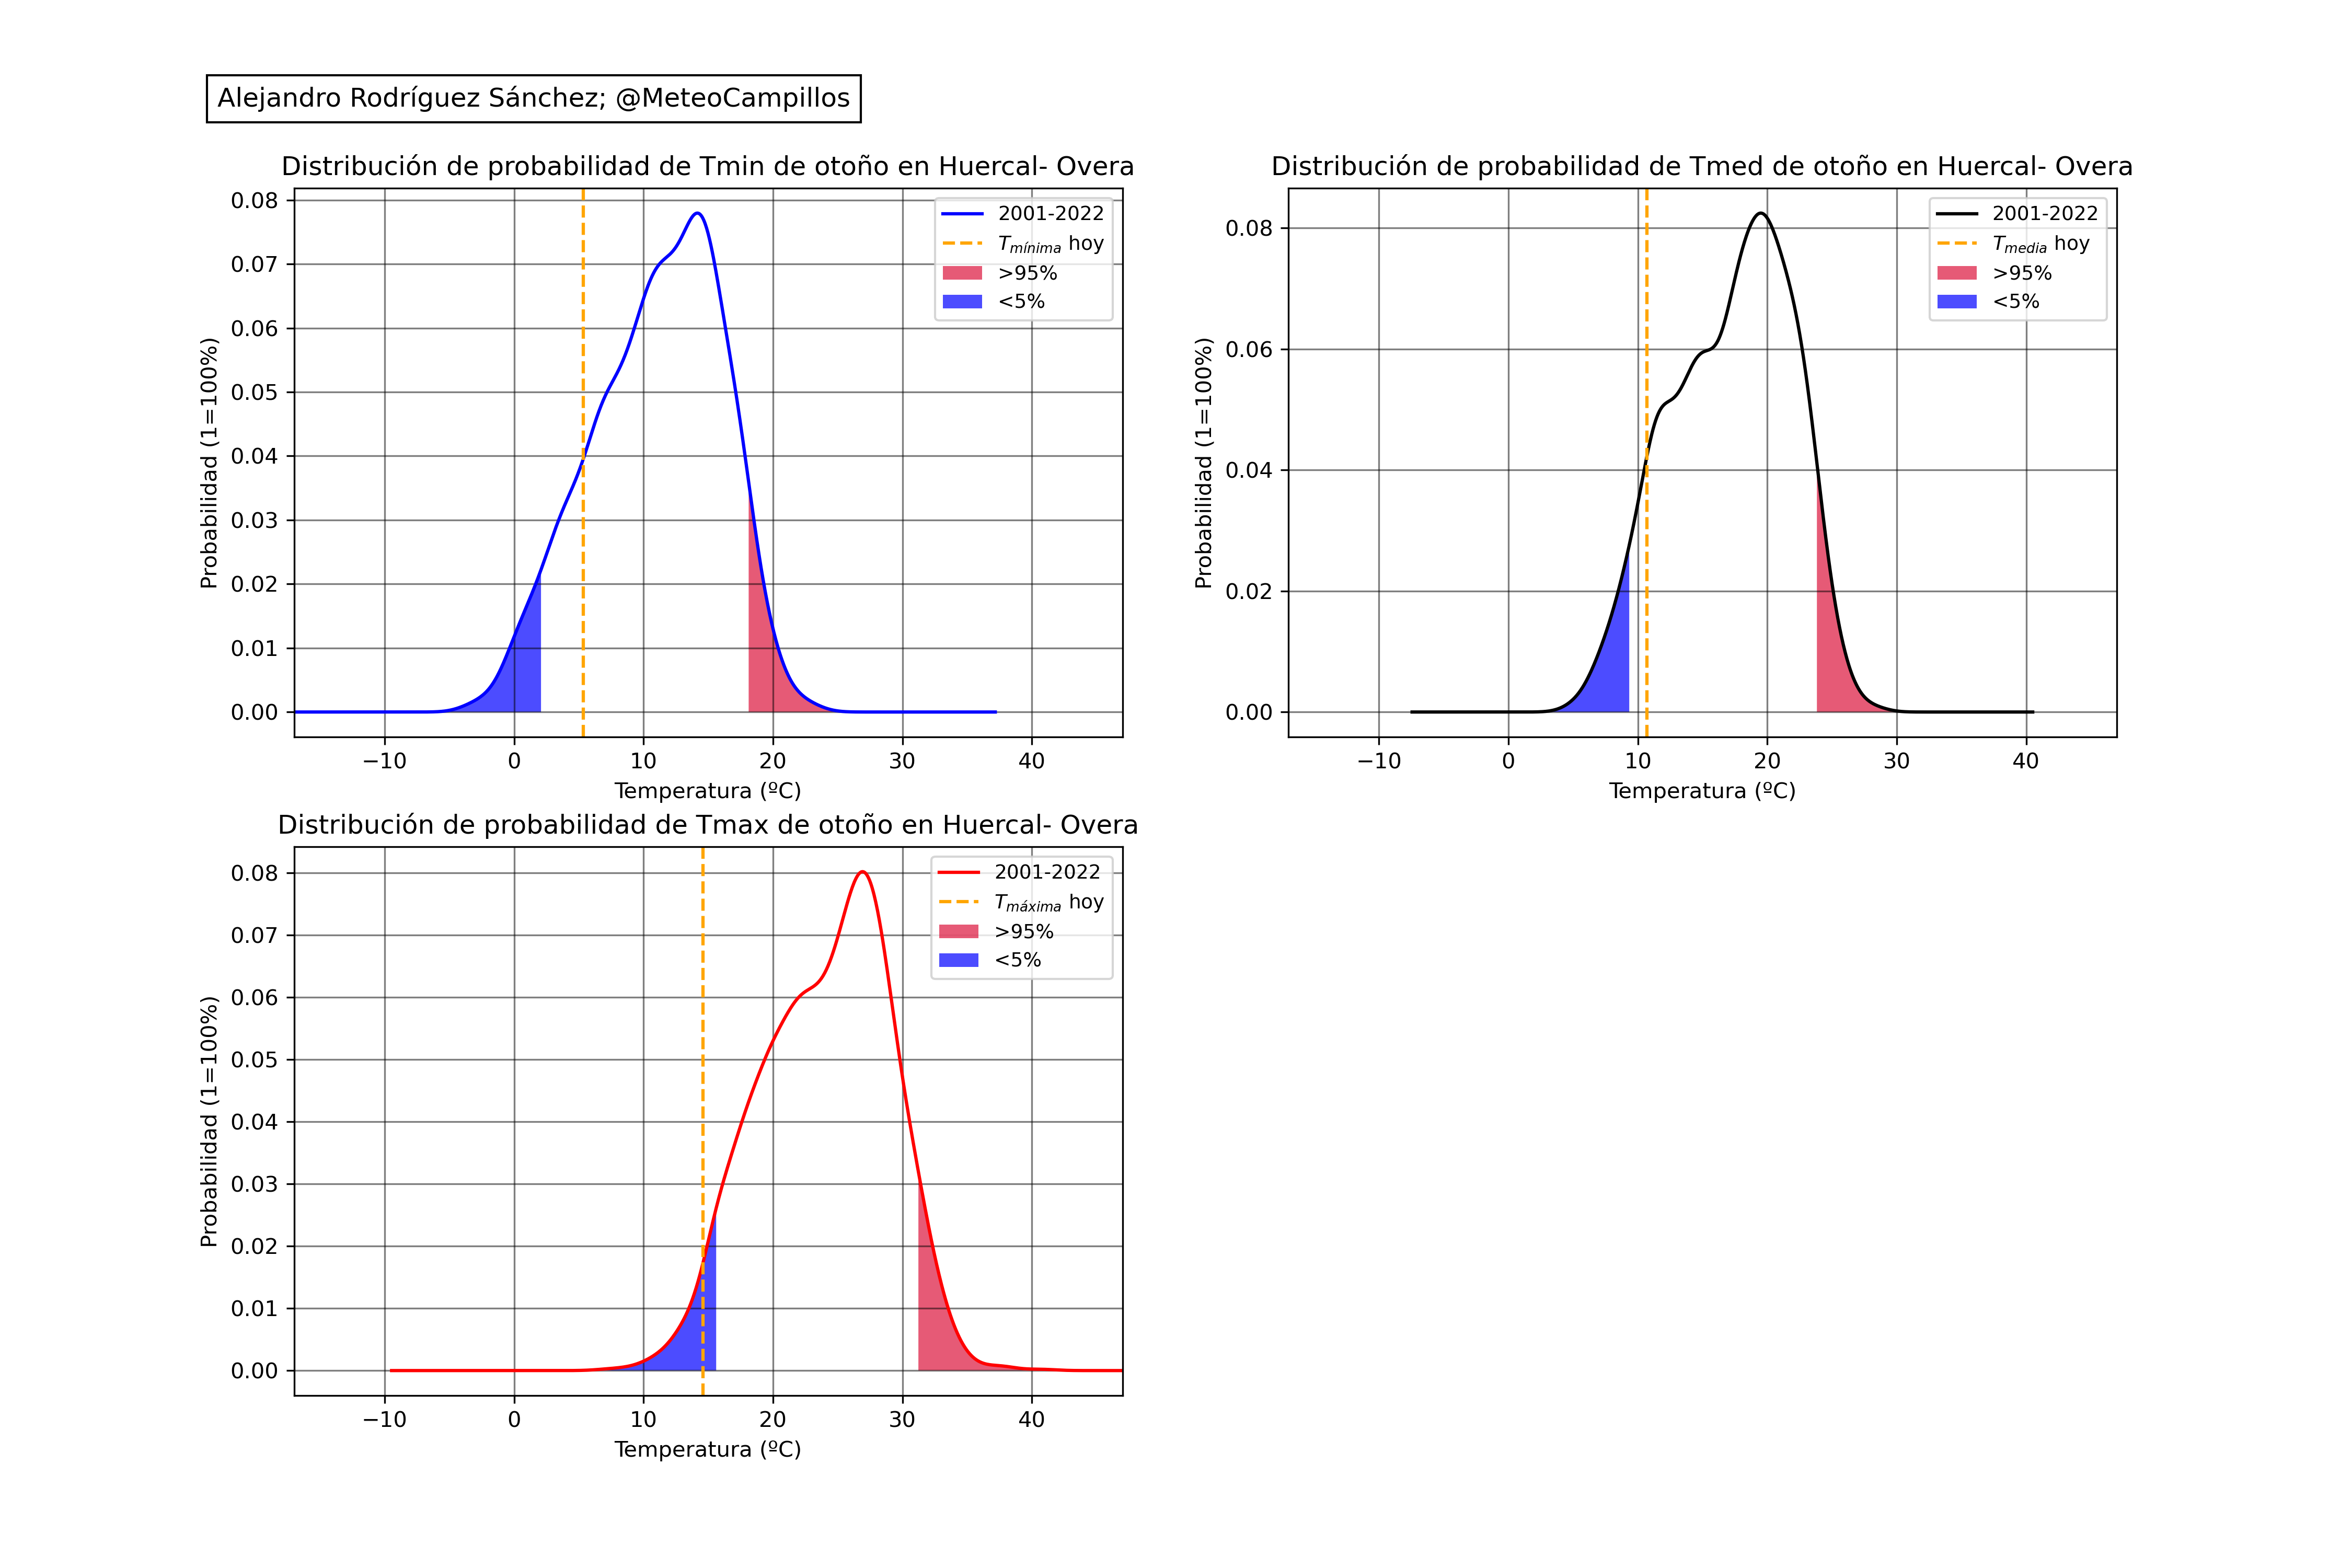 Alejandro Rodríguez Sánchez; @MeteoCampillos
Distribución de probabilidad de Tmin de otoño en Huercal- Overa
Probabilidad (1=100%)
0.08
0.07
0.06
0.05
0.04
0.03
0.02
0.01
0.00
2001-2022
Tmínima hoy
>95%
<5%
−10 0 10 20 30 40
Temperatura (ºC)
Distribución de probabilidad de Tmed de otoño en Huercal- Overa
Probabilidad (1=100%)
0.08
0.06
0.04
0.02
0.00
2001-2022
Tmedia hoy
>95%
<5%
−10 0 10 20 30 40
Temperatura (ºC)
Distribución de probabilidad de Tmax de otoño en Huercal- Overa
Probabilidad (1=100%)
0.08
0.07
0.06
0.05
0.04
0.03
0.02
0.01
0.00
2001-2022
Tmáxima hoy
>95%
<5%
−10 0 10 20 30 40
Temperatura (ºC)